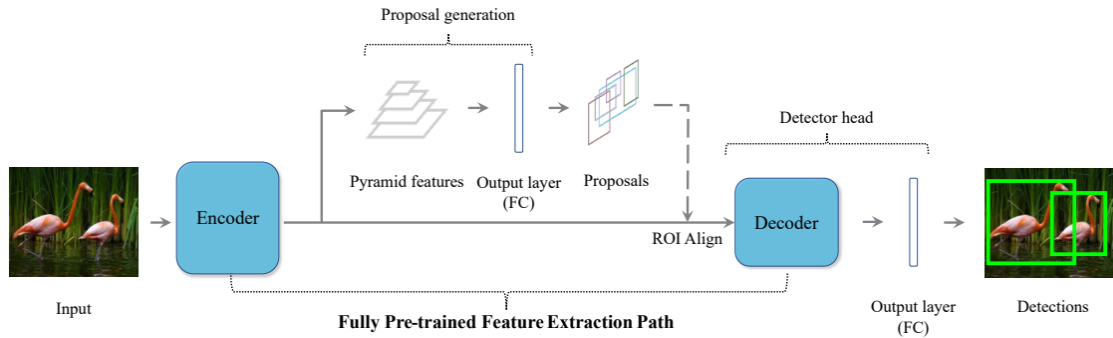 Proposal generation
Detector head
Pyramid features
Output layer
(FC)
Proposals
Encoder
ROI Align
Decoder
Input
Fully Pre-trained Feature Extraction Path
Output layer
(FC)
Detections